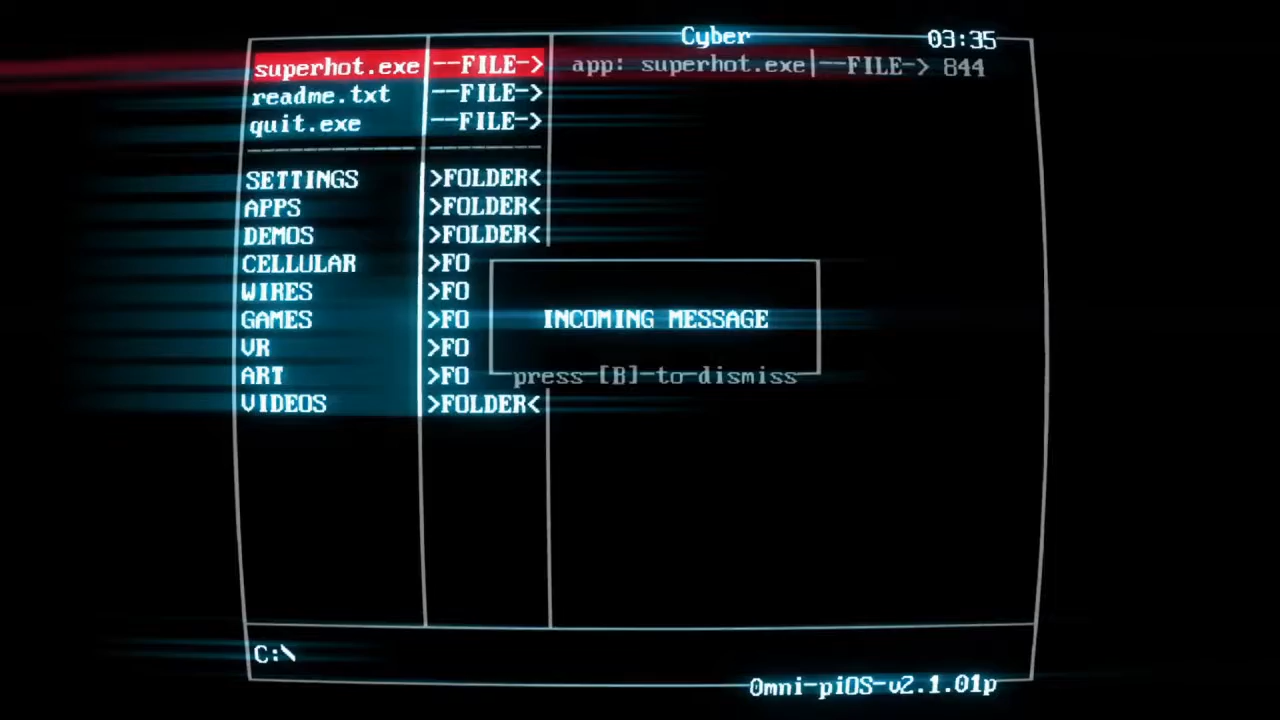 Cyber 03:35
superhot.exe --FILE-> app: superhot.exe|--FILE-> 844
readme.txt --FILE->
quit.exe --FILE->
SETTINGS >FOLDER<
APPS >FOLDER<
DEMOS >FOLDER<
CELLULAR >FO
WIRES >FO
GAMES >FO INCOMING MESSAGE
VR >FO
ART >FO press [B] to dismiss
VIDEOS >FOLDER<
C:\
Omni-piOS-v2.1.01p